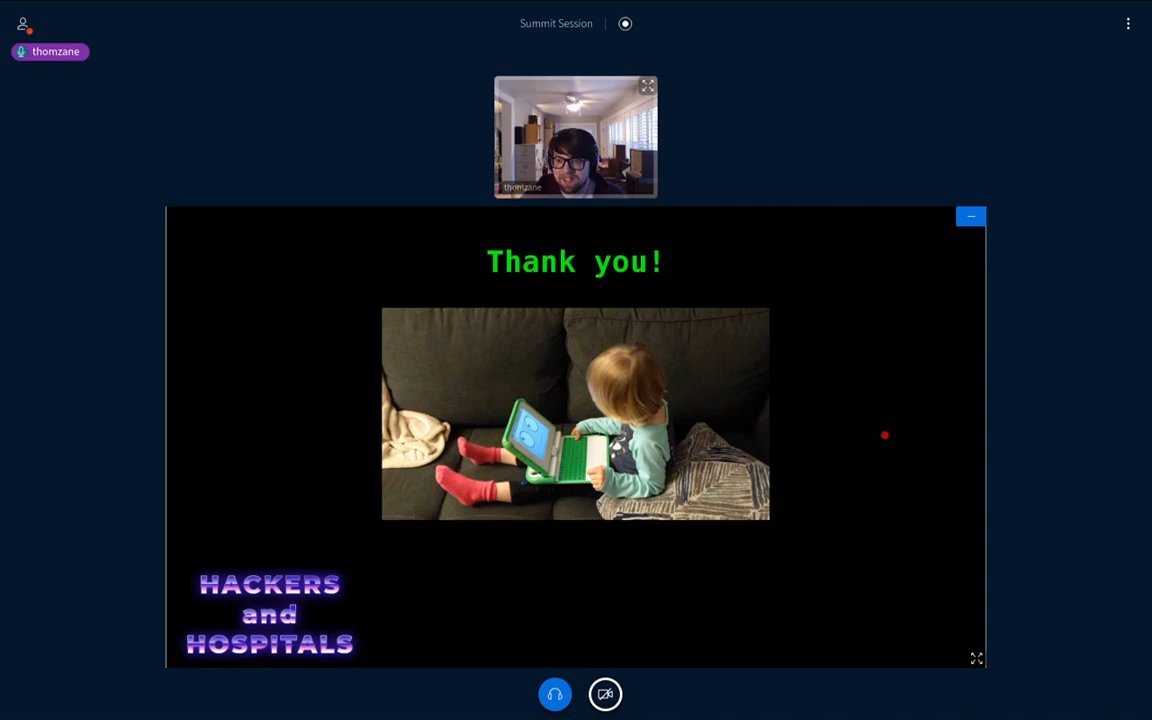 Summit Session
thomzane
thomzane
Thank you!
HACKERS
and
HOSPITALS